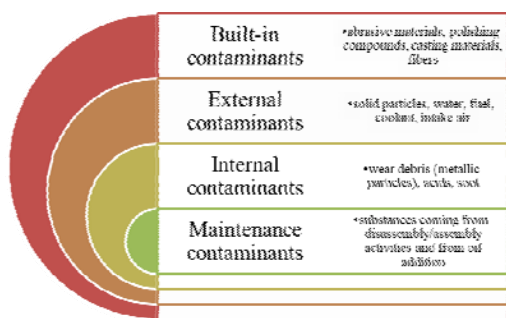 Built-in
contaminants
•abrasive materials, polishing
compounds, casting materials,
fibers
External
contaminants
•solid particles, water, fuel,
coolant, intake air
Internal
contaminants
•wear debris (metallic
particles), acids, soot
Maintenance
contaminants
•substances coming from
disassembly/assembly
activities and from oil
addition